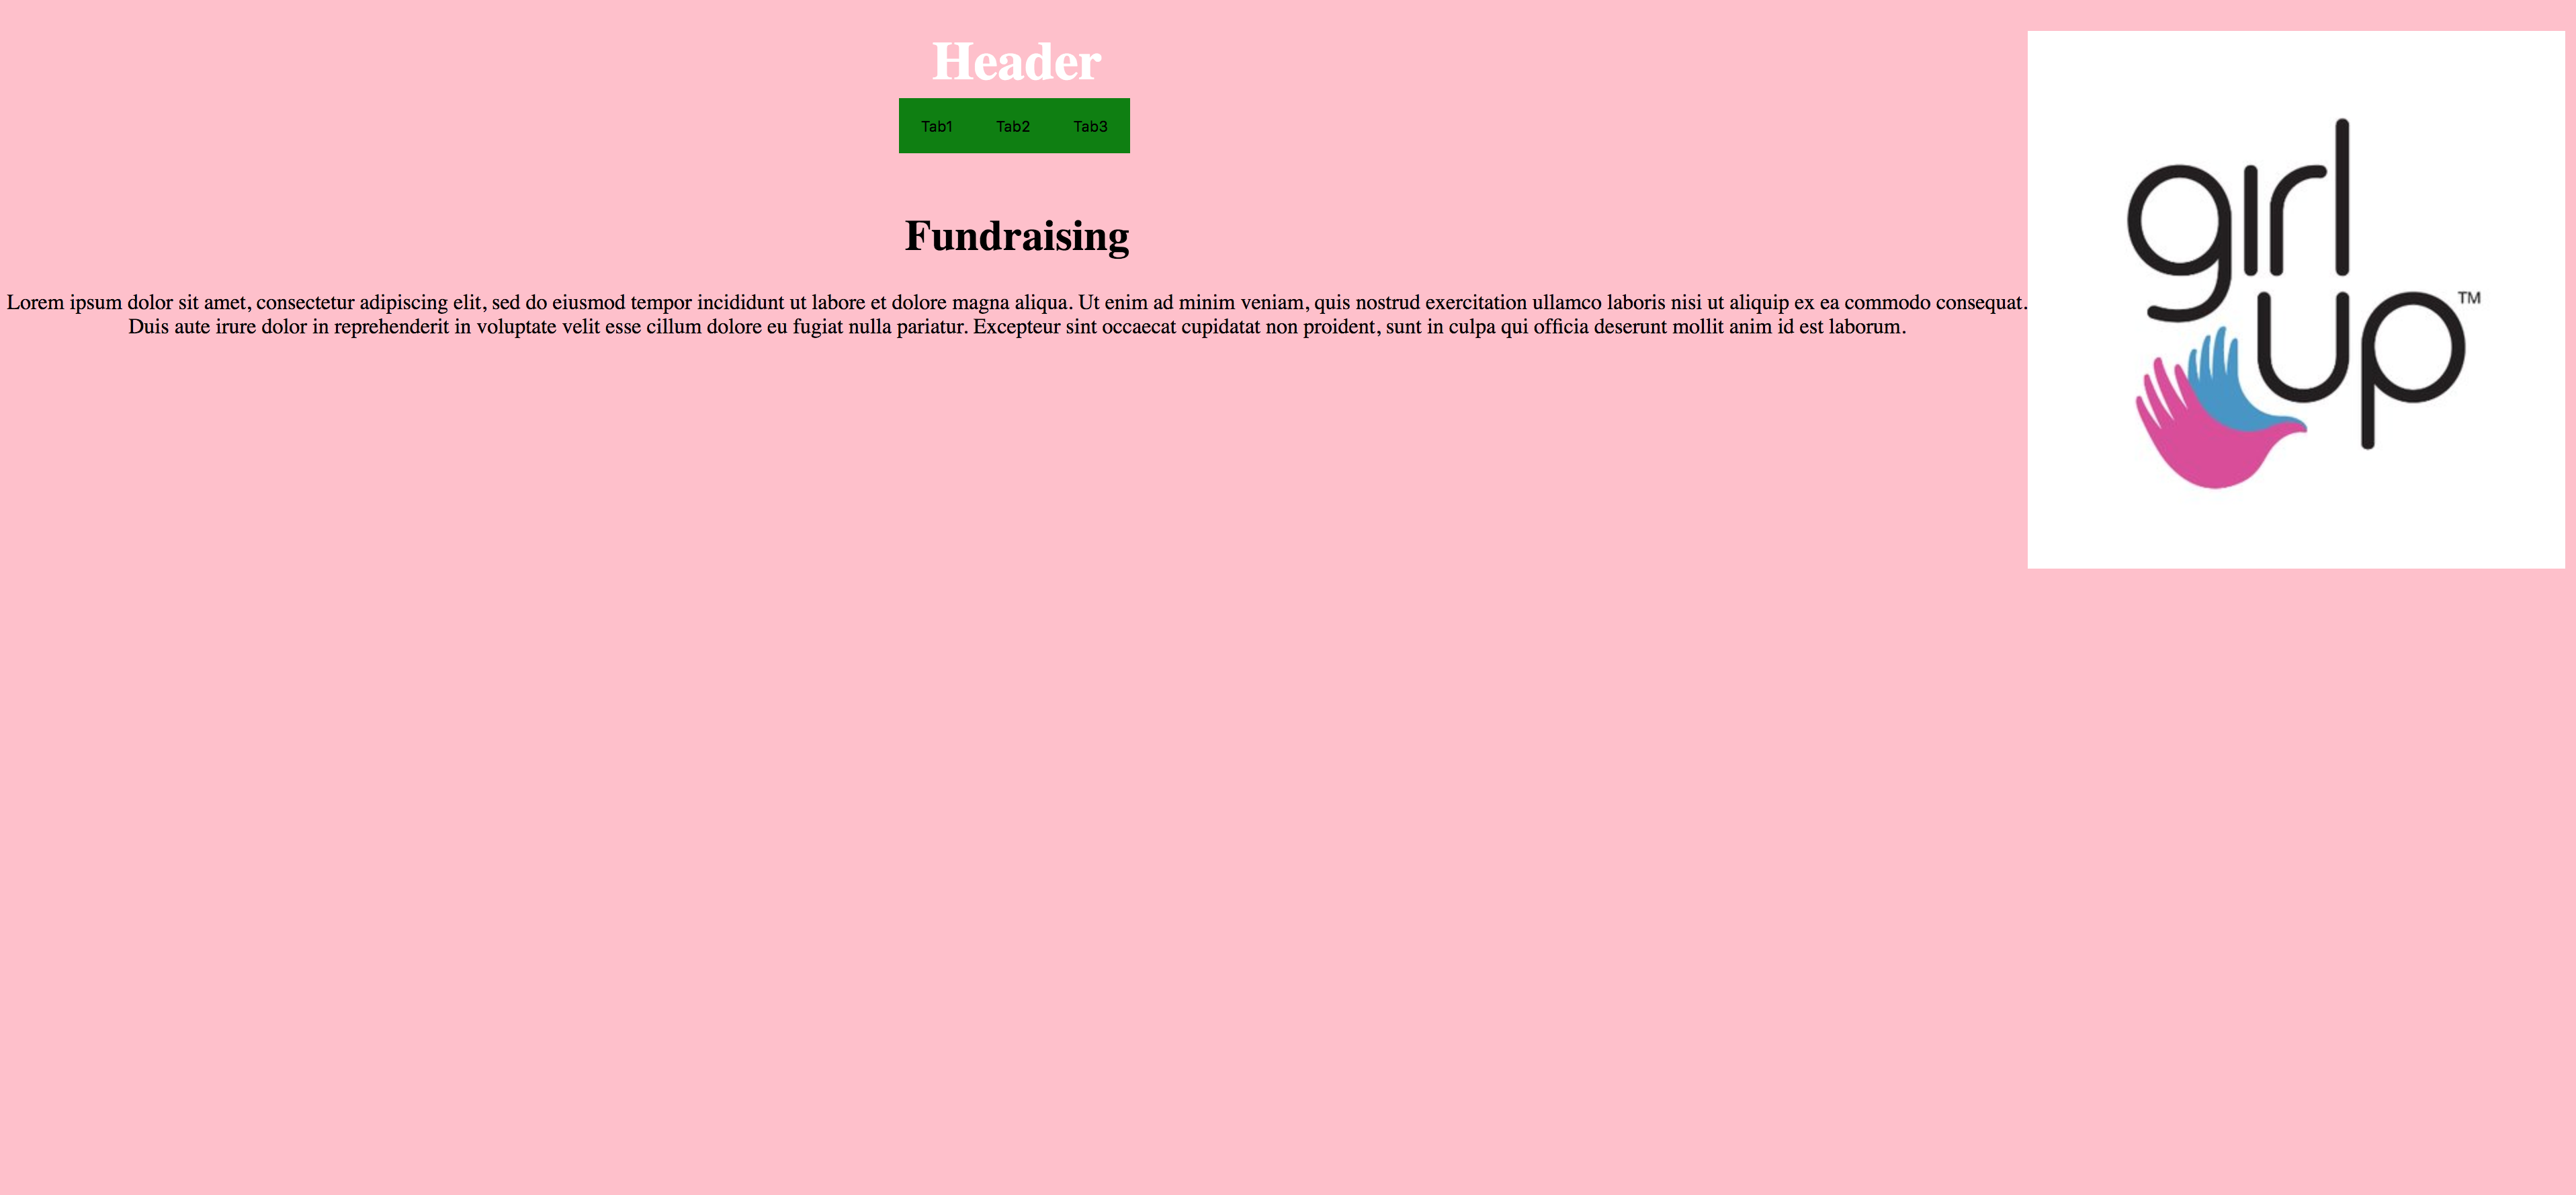 Header
Tab1 Tab2 Tab3
Fundraising
Lorem ipsum dolor sit amet, consectetur adipiscing elit, sed do eiusmod tempor incididunt ut labore et dolore magna aliqua. Ut enim ad minim veniam, quis nostrud exercitation ullamco laboris nisi ut aliquip ex ea commodo consequat.
Duis aute irure dolor in reprehenderit in voluptate velit esse cillum dolore eu fugiat nulla pariatur. Excepteur sint occaecat cupidatat non proident, sunt in culpa qui officia deserunt mollit anim id est laborum.
girl
up™